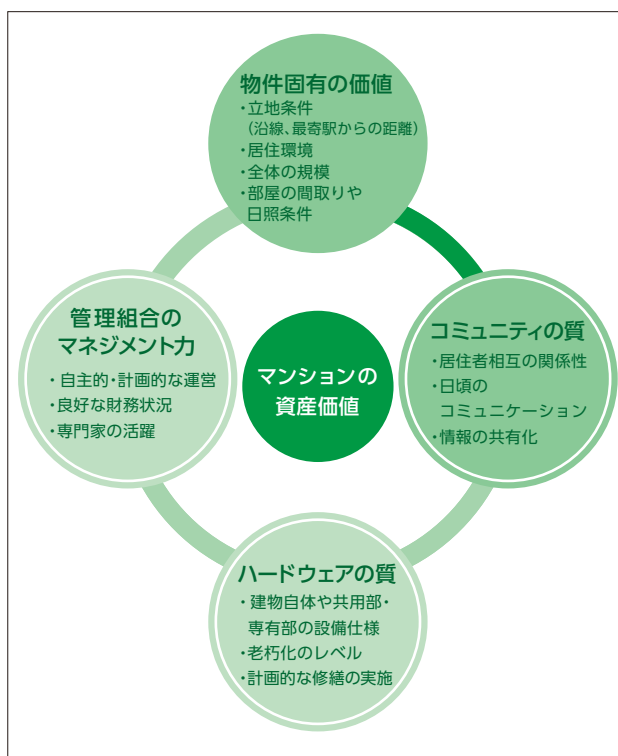 物件固有の価値
・立地条件
（沿線、最寄駅からの距離）
・居住環境
・全体の規模
・部屋の間取りや
日照条件
管理組合の
マネジメント力
・自主的・計画的な運営
・良好な財務状況
・専門家の活躍
マンションの
資産価値
コミュニティの質
・居住者相互の関係性
・日頃の
コミュニケーション
・情報の共有化
ハードウェアの質
・建物自体や共用部・
専有部の設備仕様
・老朽化のレベル
・計画的な修繕の実施